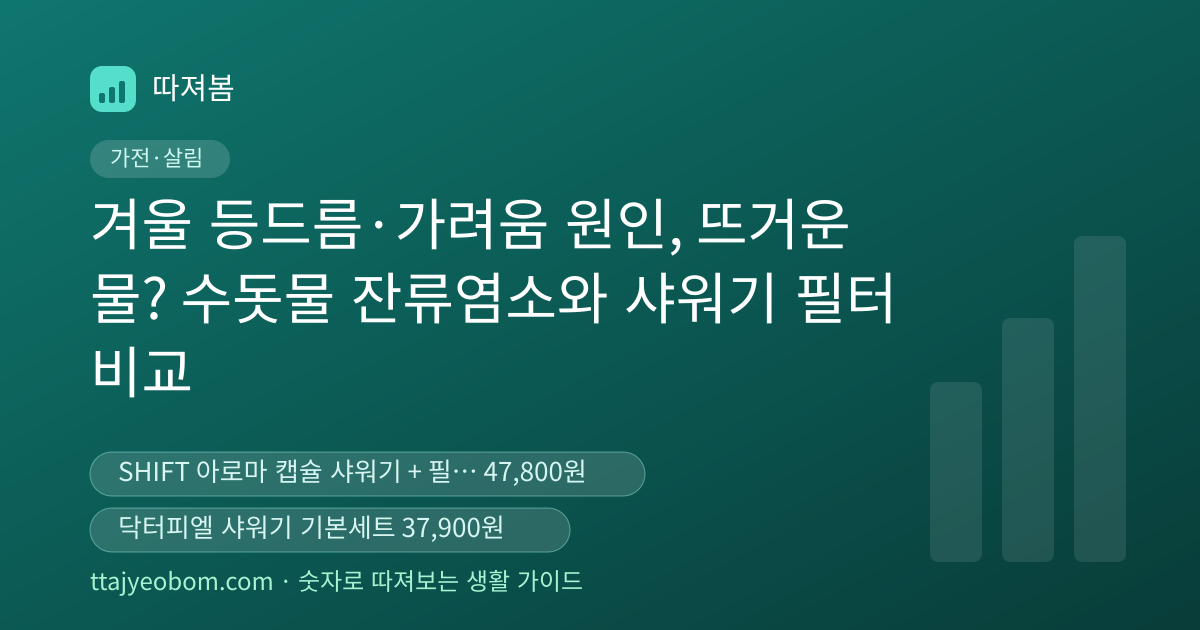 따져봄
가전·살림
겨울 등드름·가려움 원인, 뜨거운
물? 수돗물 잔류염소와 샤워기 필터
비교
SHIFT 아로마 캡슐 샤워기 + 필… 47,800원
닥터피엘 샤워기 기본세트 37,900원
ttajyeobom.com · 숫자로 따져보는 생활 가이드